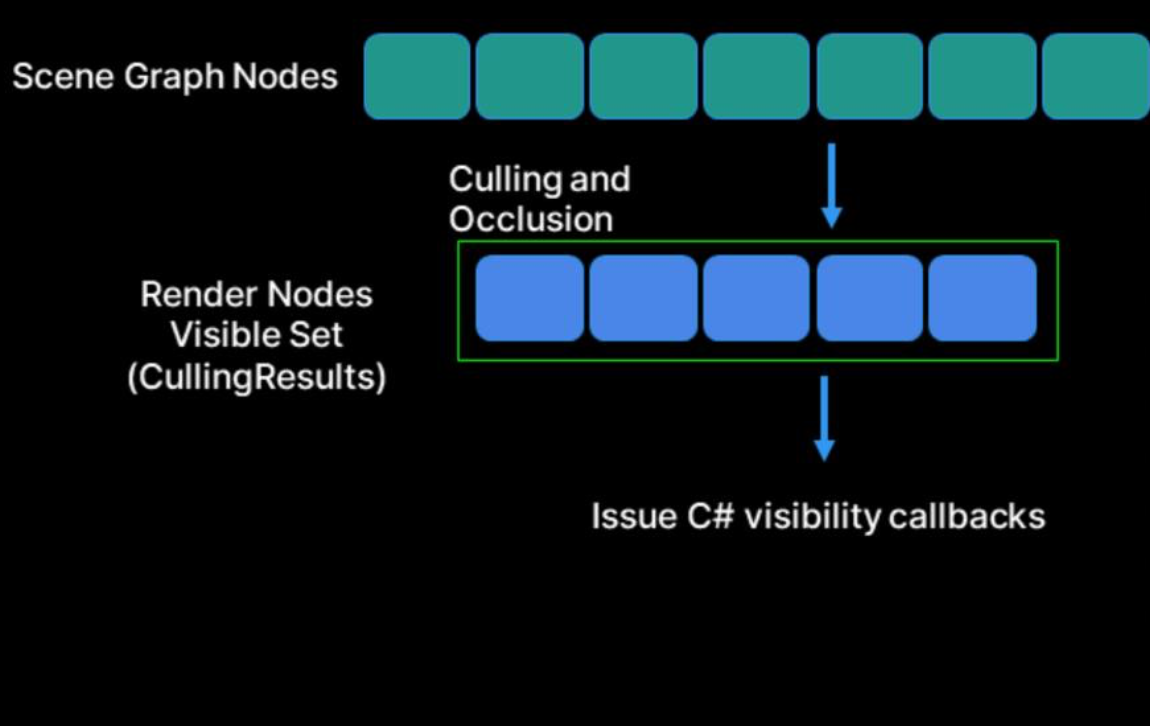 Scene Graph Nodes
Culling and
Occlusion
Render Nodes
Visible Set
(CullingResults)
Issue C# visibility callbacks